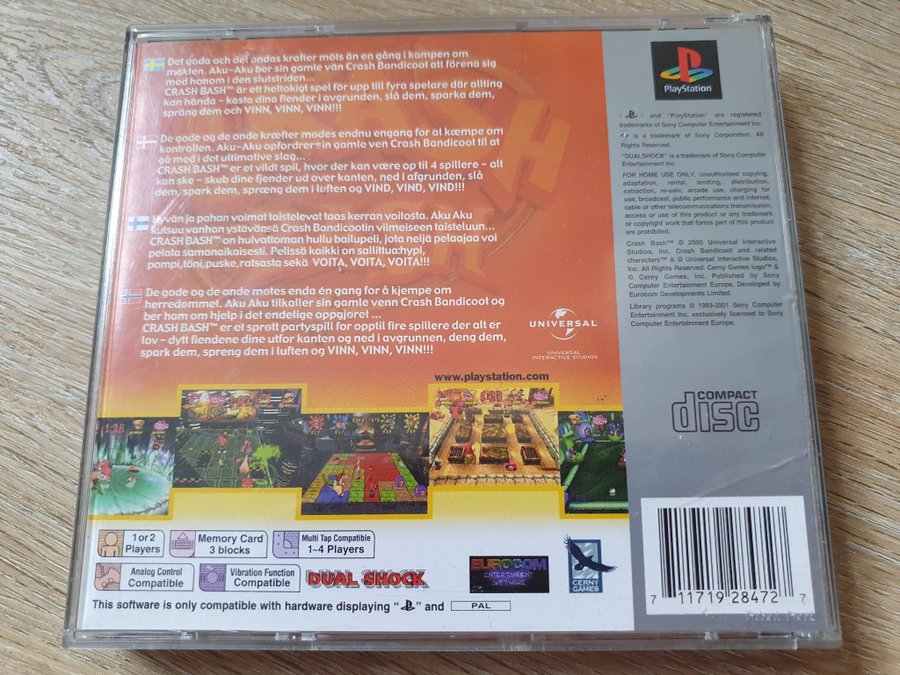 Det goda och det ondas krafter möts än en gång i kampen om
makten. Aku-Aku ber sin gamle vän Crash Bandicoot att förena sig
med honom i den slutstriden...
CRASH BASH™ är ett heltokigt spel för upp till fyra spelare där allting
kan hända - kasta dina fiender i avgrunden, slå dem, sparka dem,
spräng dem och VINN, VINN, VINN!!!
De gode og de onde kræfter mødes endnu engang for at kæmpe om
kontrollen. Aku-Aku opfordrer sin gamle ven Crash Bandicoot til at
gå med i det ultimative slag...
CRASH BASH™ er et vildt spil, hvor der kan være op til 4 spillere - alt
kan ske - skub dine fjender ud over kanten, ned i afgrunden, slå
dem, spark dem, spræng dem i luften og VIND, VIND, VIND!!!
Hyvän ja pahan voimat taistelevat taas kerran voitosta. Aku Aku
kutsuu vanhan ystävänsä Crash Bandicootin viimeiseen taisteluun...
CRASH BASH™ on hulvattoman hullu bailupeli, jota neljä pelaajaa voi
pelata samanaikaisesti. Pelissä kaikki on sallittua:hypi,
pompi,töni,puske,ratsasta sekä VOITA, VOITA, VOITA!!!
De gode og de onde møtes enda én gang for å kjempe om
herredømmet. Aku Aku tilkaller sin gamle venn Crash Bandicoot og
ber ham om hjelp i det endelige oppgjøret ...
CRASH BASH™ er et sprøtt partyspill for opptil fire spillere der alt er
lov – dytt fiendene dine utfor kanten og ned i avgrunnen, deng dem,
spark dem, spreng dem i luften og VINN, VINN, VINN!!!
UNIVERSAL
UNIVERSAL
INTERACTIVE STUDIOS
www.playstation.com
1 or 2
Players
Memory Card
3 blocks
Multi Tap Compatible
1~4 Players
Analog Control
Compatible
Vibration Function
Compatible
DUAL SHOCK
EUROCOM
ENTERTAINMENT
SOFTWARE
CERNY
GAMES
This software is only compatible with hardware displaying " " and PAL
PlayStation
" " and "PlayStation" are registered
trademarks of Sony Computer Entertainment Inc.
is a trademark of Sony Corporation. All
Rights Reserved.
"DUALSHOCK" is a trademark of Sony Computer
Entertainment Inc.
FOR HOME USE ONLY. Unauthorised copying,
adaptation, rental, lending, distribution,
extraction, re-sale, arcade use, charging for
use, broadcast, public performance and internet,
cable or other telecommunications transmission,
access or use of this product or any trademark
or copyright work that forms part of this product
are prohibited.
Crash Bash™ © 2000 Universal Interactive
Studios, Inc. Crash Bandicoot and related
characters™ & © Universal Interactive Studios,
Inc. All Rights Reserved. Cerny Games logo™ &
© Cerny Games, Inc. Published by Sony
Computer Entertainment Europe. Developed by
Eurocom Developments Limited.
Library programs © 1993-2001 Sony Computer
Entertainment Inc. exclusively licensed to Sony
Computer Entertainment Europe.
COMPACT
disc
7 11719 28472 7